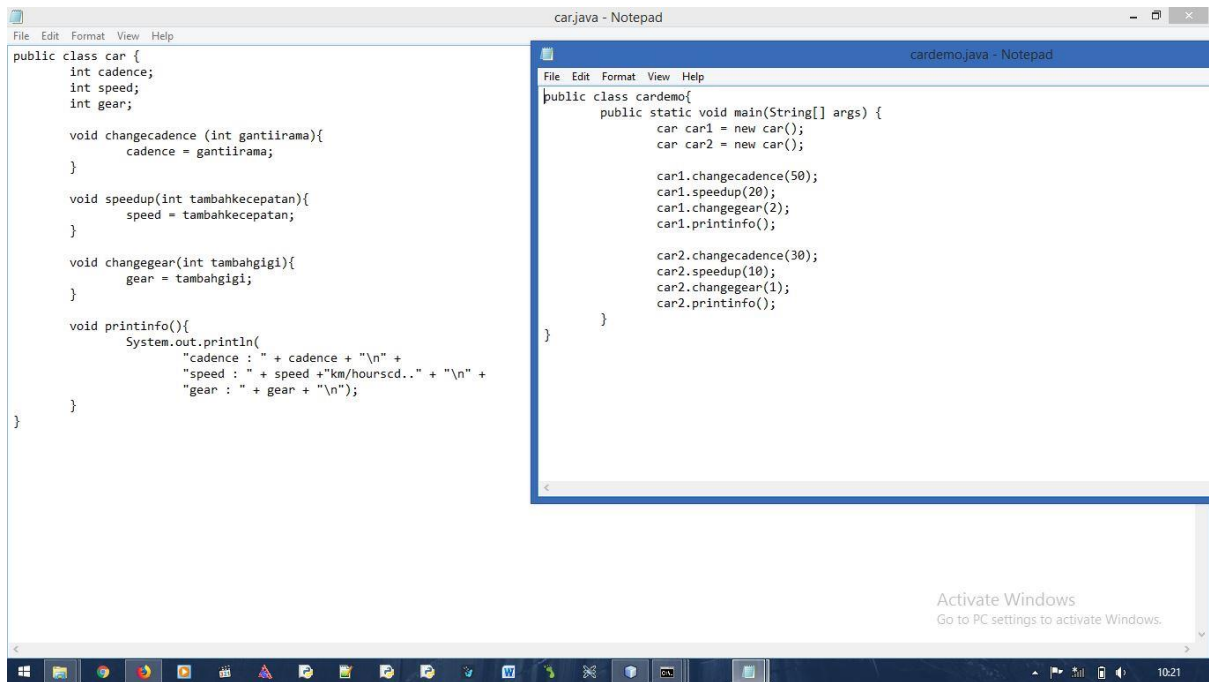 car.java - Notepad
File Edit Format View Help
public class car {
int cadence;
int speed;
int gear;
void changecadence (int gantiirama){
cadence = gantiirama;
}
void speedup(int tambahkecepatan){
speed = tambahkecepatan;
}
void changegear(int tambahgigi){
gear = tambahgigi;
}
void printinfo(){
System.out.println(
"cadence : " + cadence + "\n" +
"speed : " + speed +"km/hourscd.." + "\n" +
"gear : " + gear + "\n");
}
}
cardemo.java - Notepad
File Edit Format View Help
public class cardemo{
public static void main(String[] args) {
car car1 = new car();
car car2 = new car();
car1.changecadence(50);
car1.speedup(20);
car1.changegear(2);
car1.printinfo();
car2.changecadence(30);
car2.speedup(10);
car2.changegear(1);
car2.printinfo();
}
}
Activate Windows
Go to PC settings to activate Windows.
10:21